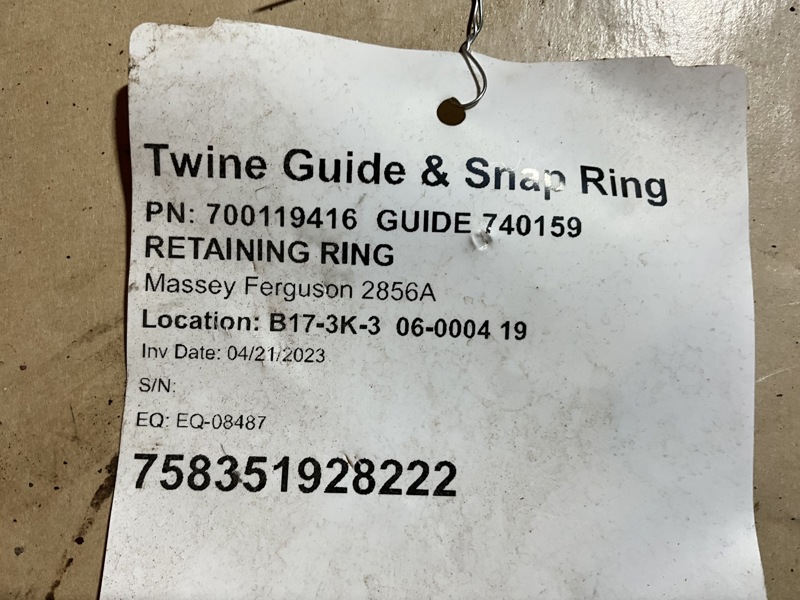 Twine Guide & Snap Ring
PN: 700119416 GUIDE 740159
RETAINING RING
Massey Ferguson 2856A
Location: B17-3K-3 06-0004 19
Inv Date: 04/21/2023
S/N:
EQ: EQ-08487
758351928222